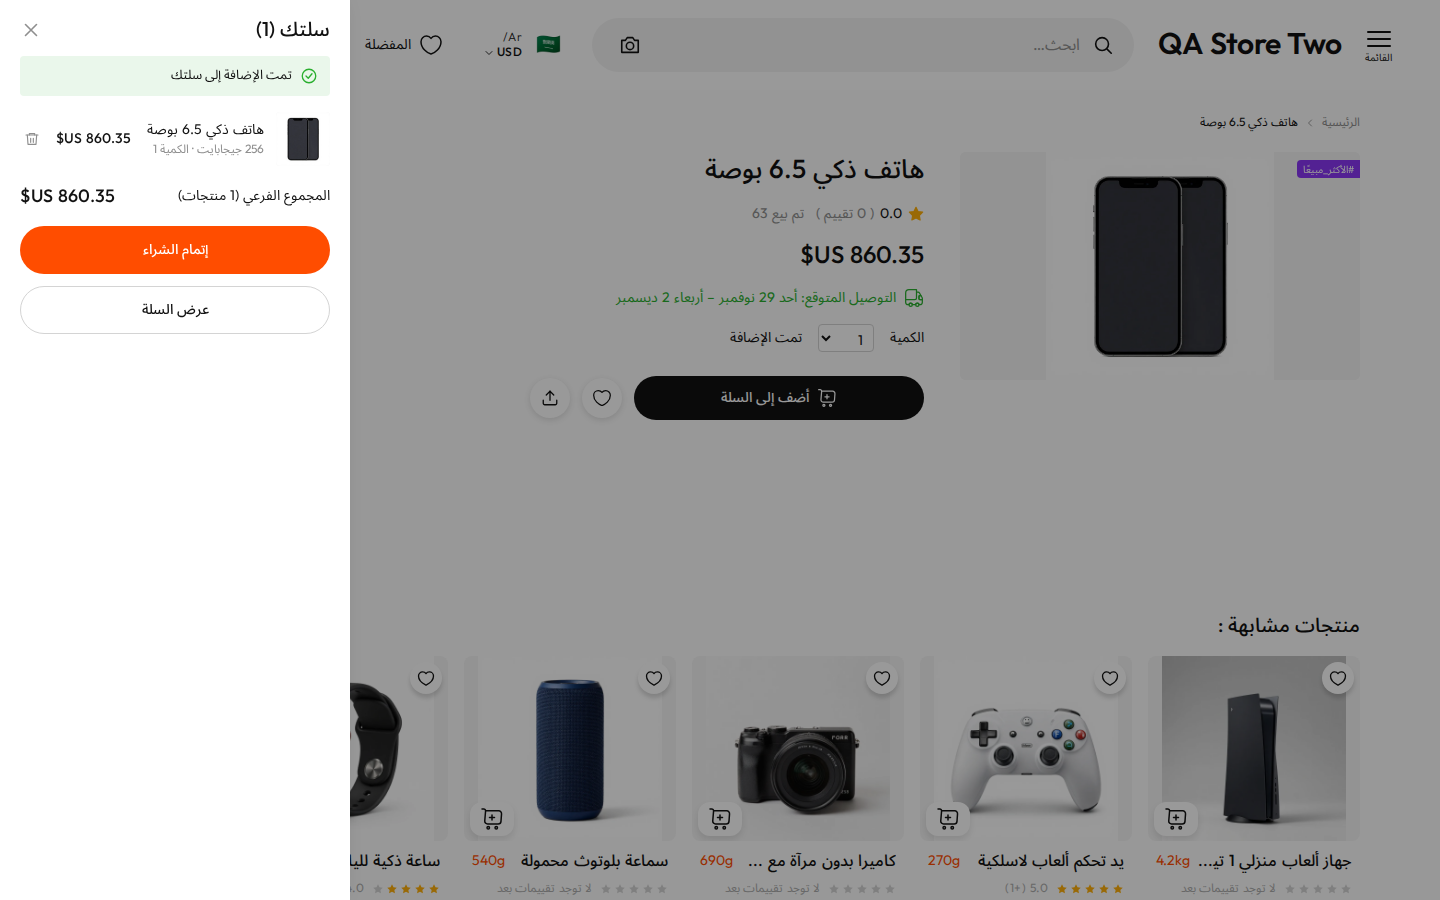 القائمة
QA Store Two
ابحث...
Ar/
USD
المفضلة
الرئيسية › هاتف ذكي 6.5 بوصة
#الأكثر_مبيعًا
هاتف ذكي 6.5 بوصة
0.0 ( 0 تقييم ) تم بيع 63
$US 860.35
التوصيل المتوقع: أحد 29 نوفمبر – أربعاء 2 ديسمبر
الكمية 1 تمت الإضافة
أضف إلى السلة
منتجات مشابهة :
جهاز ألعاب منزلي 1 تي... 4.2kg
لا توجد تقييمات بعد
يد تحكم ألعاب لاسلكية 270g
5.0 (1+)
كاميرا بدون مرآة مع ... 690g
لا توجد تقييمات بعد
سماعة بلوتوث محمولة 540g
لا توجد تقييمات بعد
ساعة ذكية
سلتك (1)
تمت الإضافة إلى سلتك
هاتف ذكي 6.5 بوصة
256 جيجابايت · الكمية 1
$US 860.35
المجموع الفرعي (1 منتجات) $US 860.35
إتمام الشراء
عرض السلة